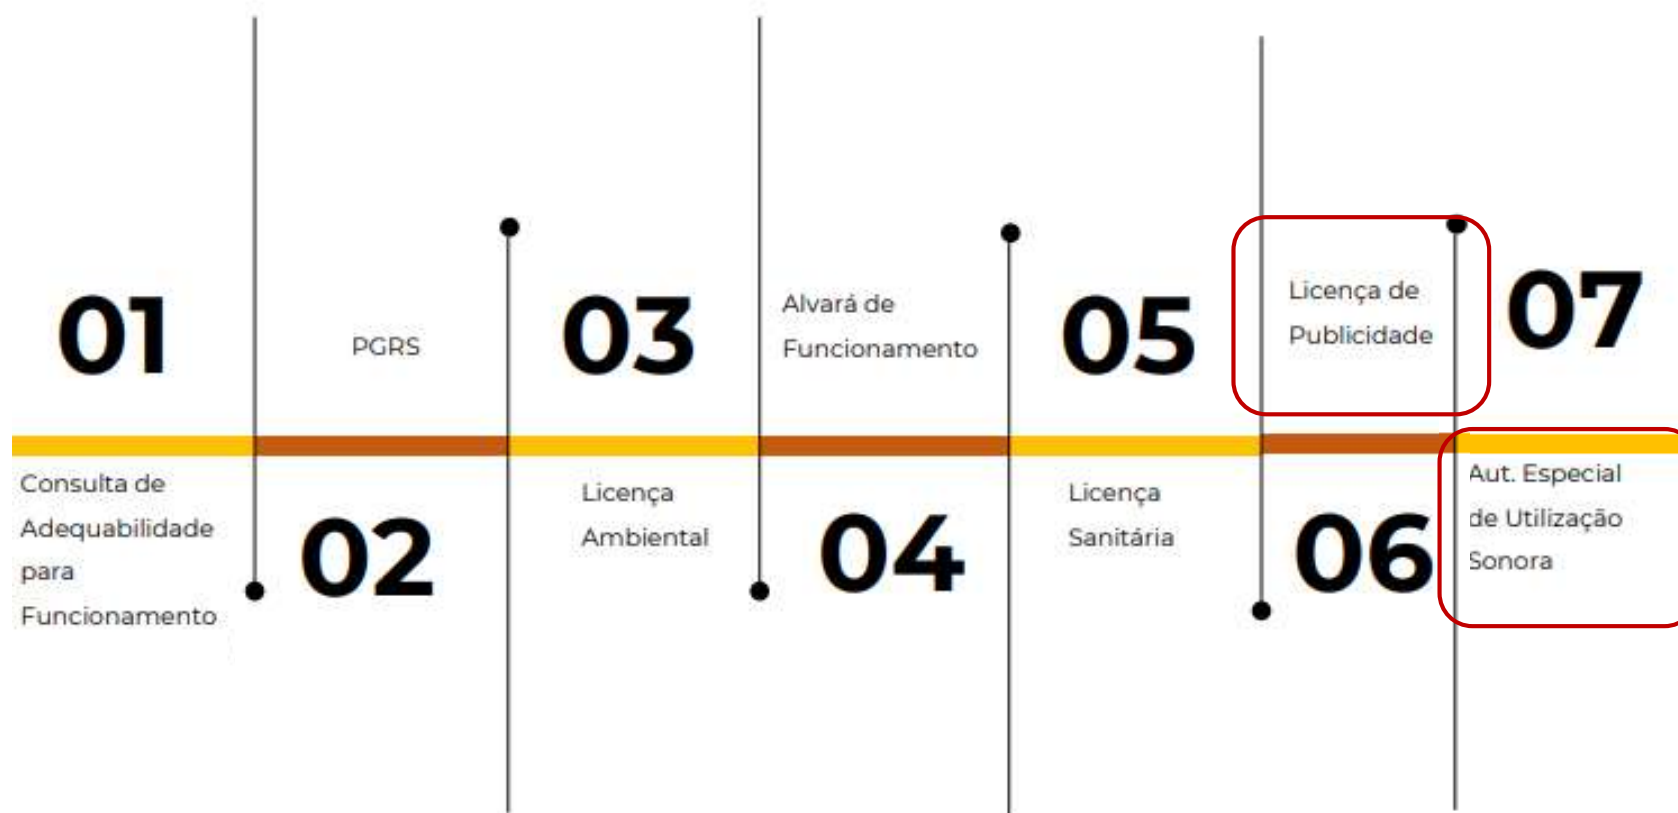 01
Consulta de
Adequabilidade
para
Funcionamento
PGRS
02
03
Licença
Ambiental
Alvará de
Funcionamento
04
05
Licença
Sanitária
Licença de
Publicidade
06
07
Aut. Especial
de Utilização
Sonora